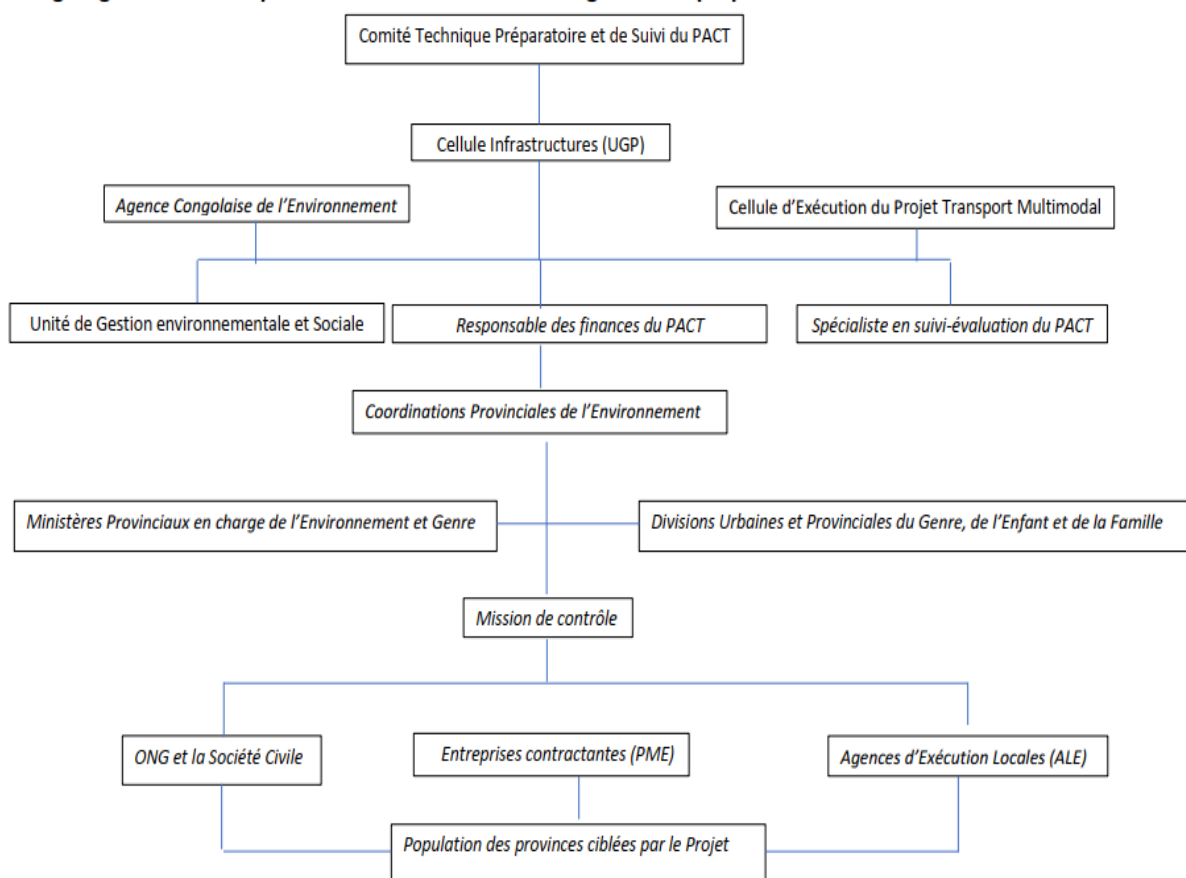 Comité Technique Préparatoire et de Suivi du PACT
Cellule Infrastructures (UGP)
Agence Congolaise de l'Environnement
Cellule d'Exécution du Projet Transport Multimodal
Unité de Gestion environnementale et Sociale
Responsable des finances du PACT
Spécialiste en suivi-évaluation du PACT
Coordinations Provinciales de l'Environnement
Ministères Provinciaux en charge de l'Environnement et Genre
Divisions Urbaines et Provinciales du Genre, de l'Enfant et de la Famille
Mission de contrôle
ONG et la Société Civile
Entreprises contractantes (PME)
Agences d'Exécution Locales (ALE)
Population des provinces ciblées par le Projet